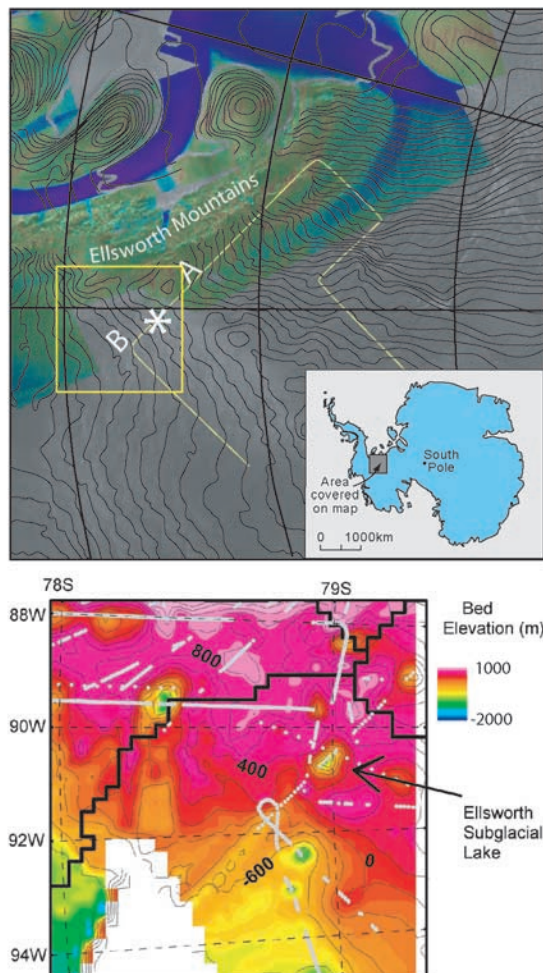 Ellsworth Mountains
A
B
*
South
Pole
Area
covered
on map
0 1000km
78S 79S
88W
90W
92W
94W
800
400
-600
0
Bed
Elevation (m)
1000
-2000
Ellsworth
Subglacial
Lake